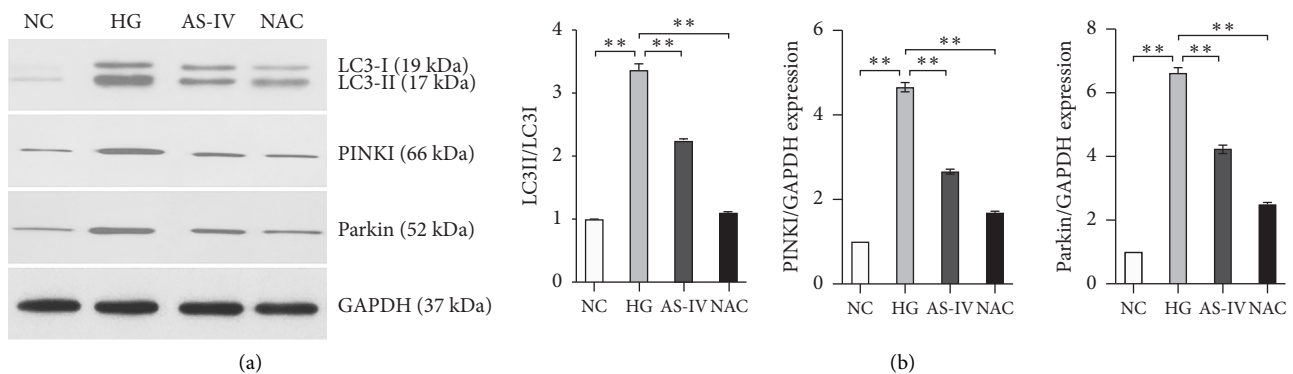 NC HG AS-IV NAC
LC3-I (19 kDa)
LC3-II (17 kDa)
PINKI (66 kDa)
Parkin (52 kDa)
GAPDH (37 kDa)
(a)
LC3II/LC3I
4
3
2
1
0
** ** **
NC HG AS-IV NAC
PINKI/GAPDH expression
6
4
2
0
** ** **
NC HG AS-IV NAC
Parkin/GAPDH expression
8
6
4
2
0
** ** **
NC HG AS-IV NAC
(b)